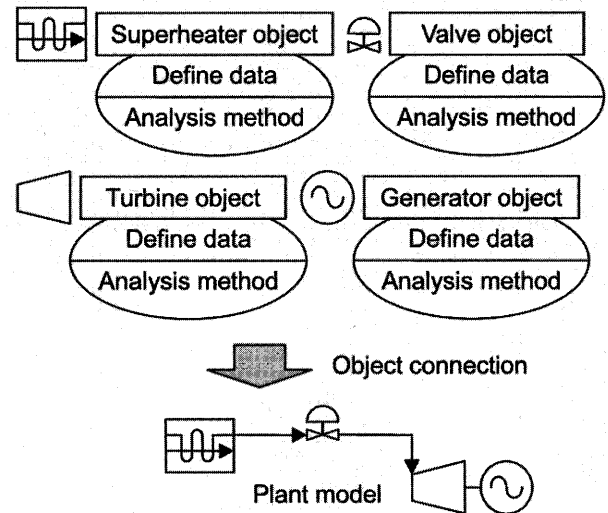 Superheater object
Define data
Analysis method
Valve object
Define data
Analysis method
Turbine object
Define data
Analysis method
Generator object
Define data
Analysis method
Object connection
Plant model